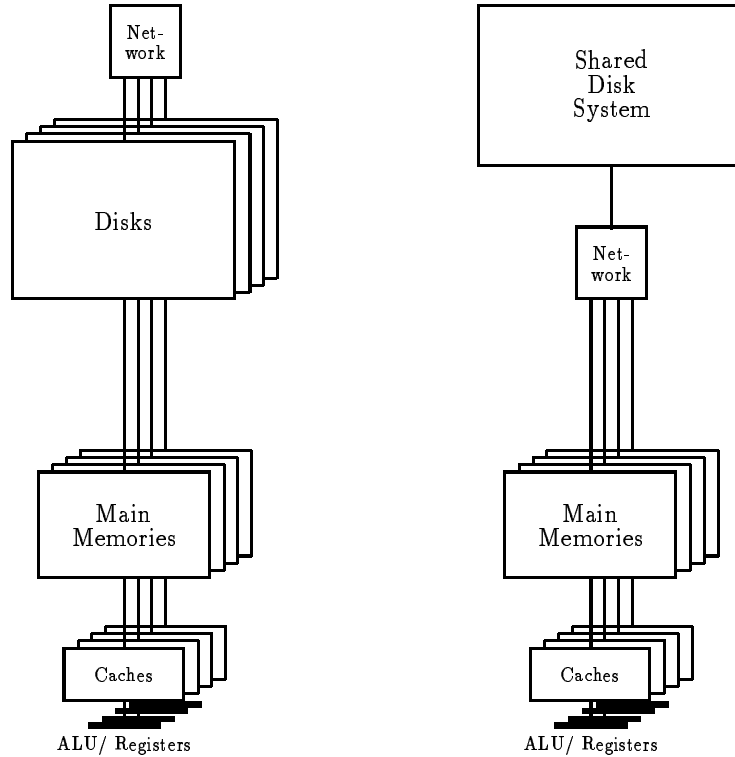 Net-
work
Disks
Main
Memories
Caches
ALU/ Registers
Shared
Disk
System
Net-
work
Main
Memories
Caches
ALU/ Registers